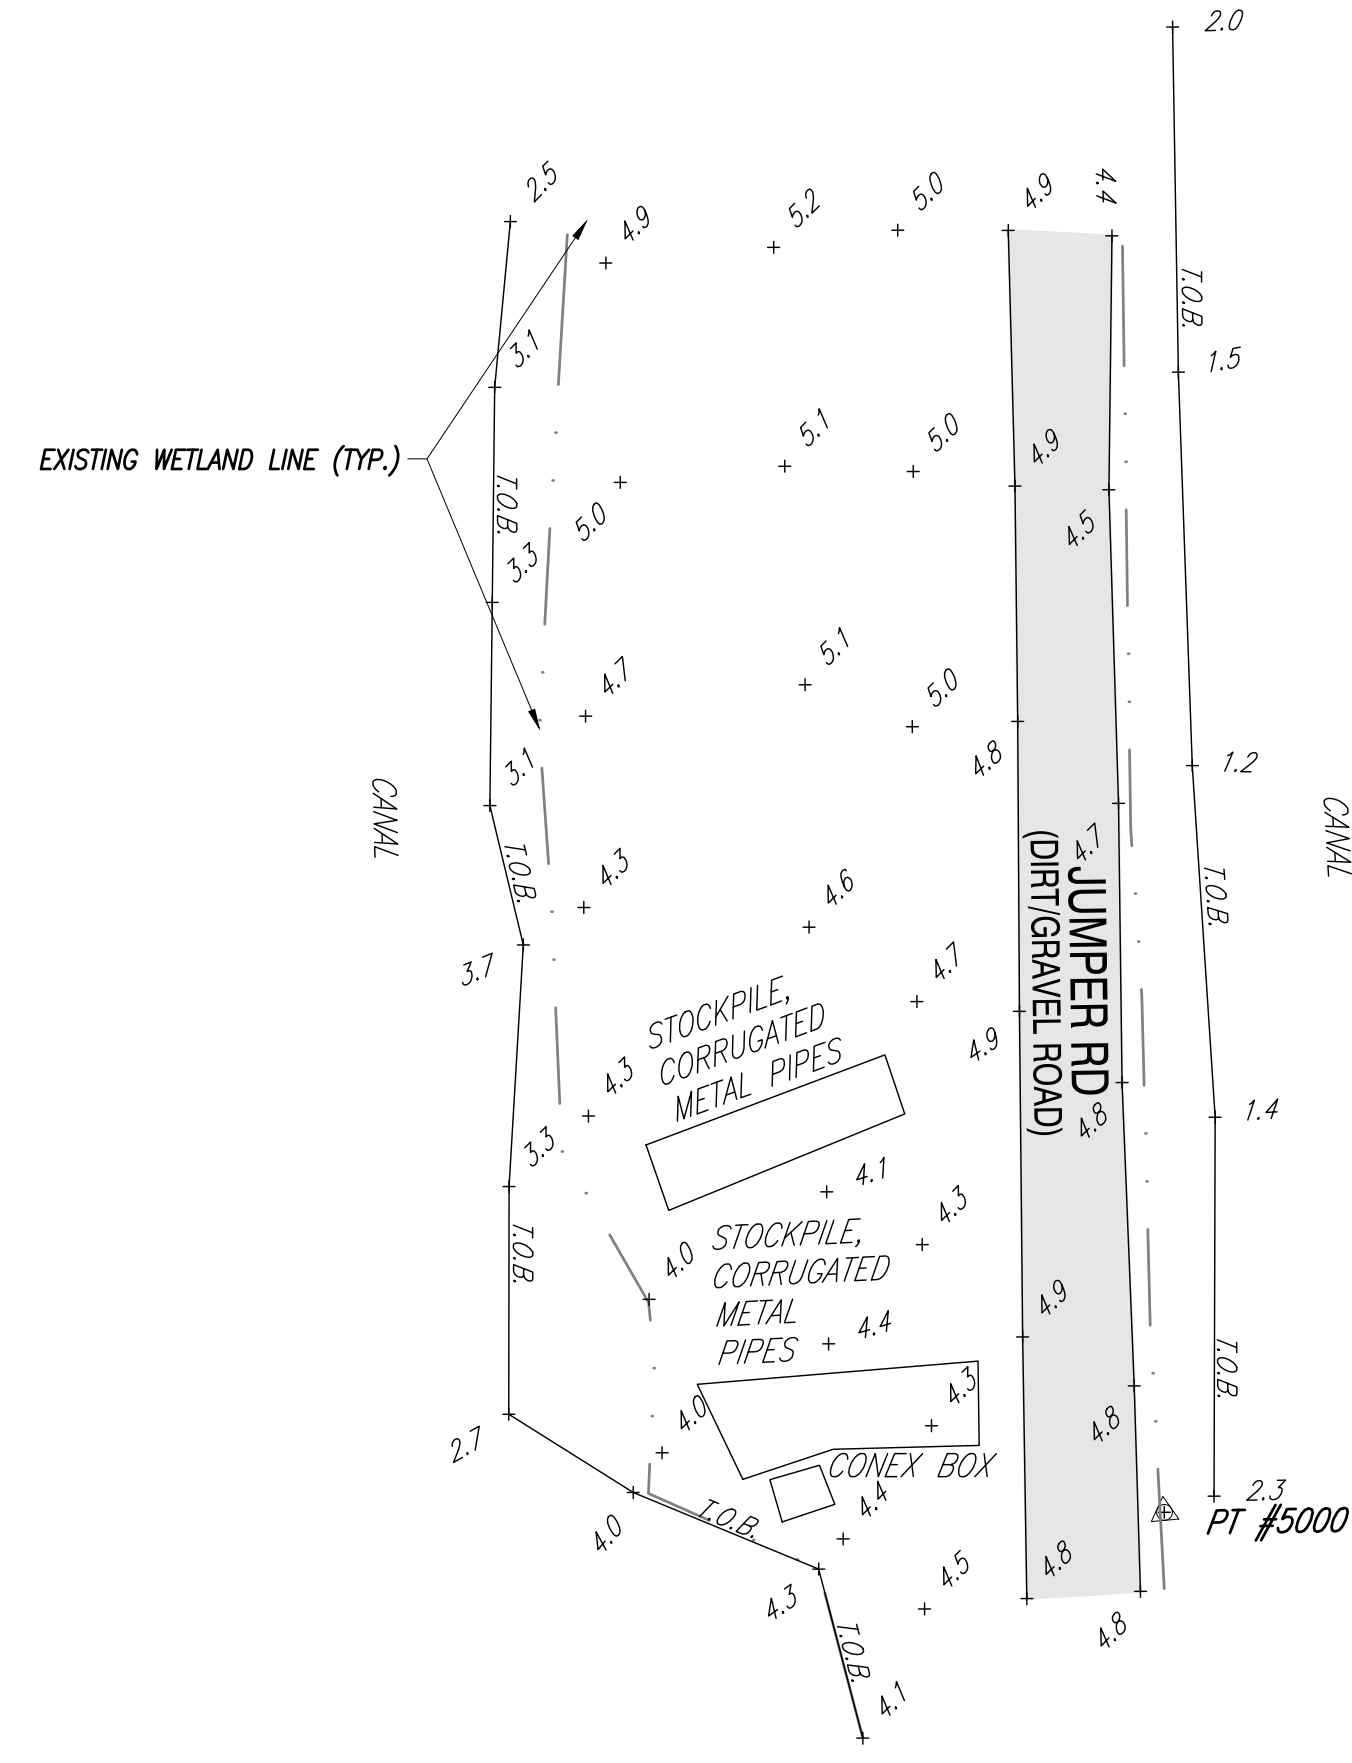 2.0
2.5
4.9
5.2
5.0
4.9
4.4
T.O.B.
3.1
1.5
5.1
5.0
4.9
EXISTING WETLAND LINE (TYP.)
T.O.B.
5.0
4.5
3.3
4.7
5.1
5.0
3.1
4.8
1.2
CANAL
CANAL
4.7
T.O.B.
4.3
4.6
T.O.B.
JUMPER RD
(DIRT/GRAVEL ROAD)
3.7
4.7
STOCKPILE,
CORRUGATED
METAL PIPES
4.9
4.3
1.4
4.8
3.3
4.1
4.3
STOCKPILE,
CORRUGATED
METAL
PIPES
T.O.B.
4.0
4.9
4.4
T.O.B.
4.3
4.0
4.8
2.7
CONEX BOX
2.3
4.4
PT #5000
T.O.B.
4.0
4.8
4.5
4.3
4.8
T.O.B.
4.1